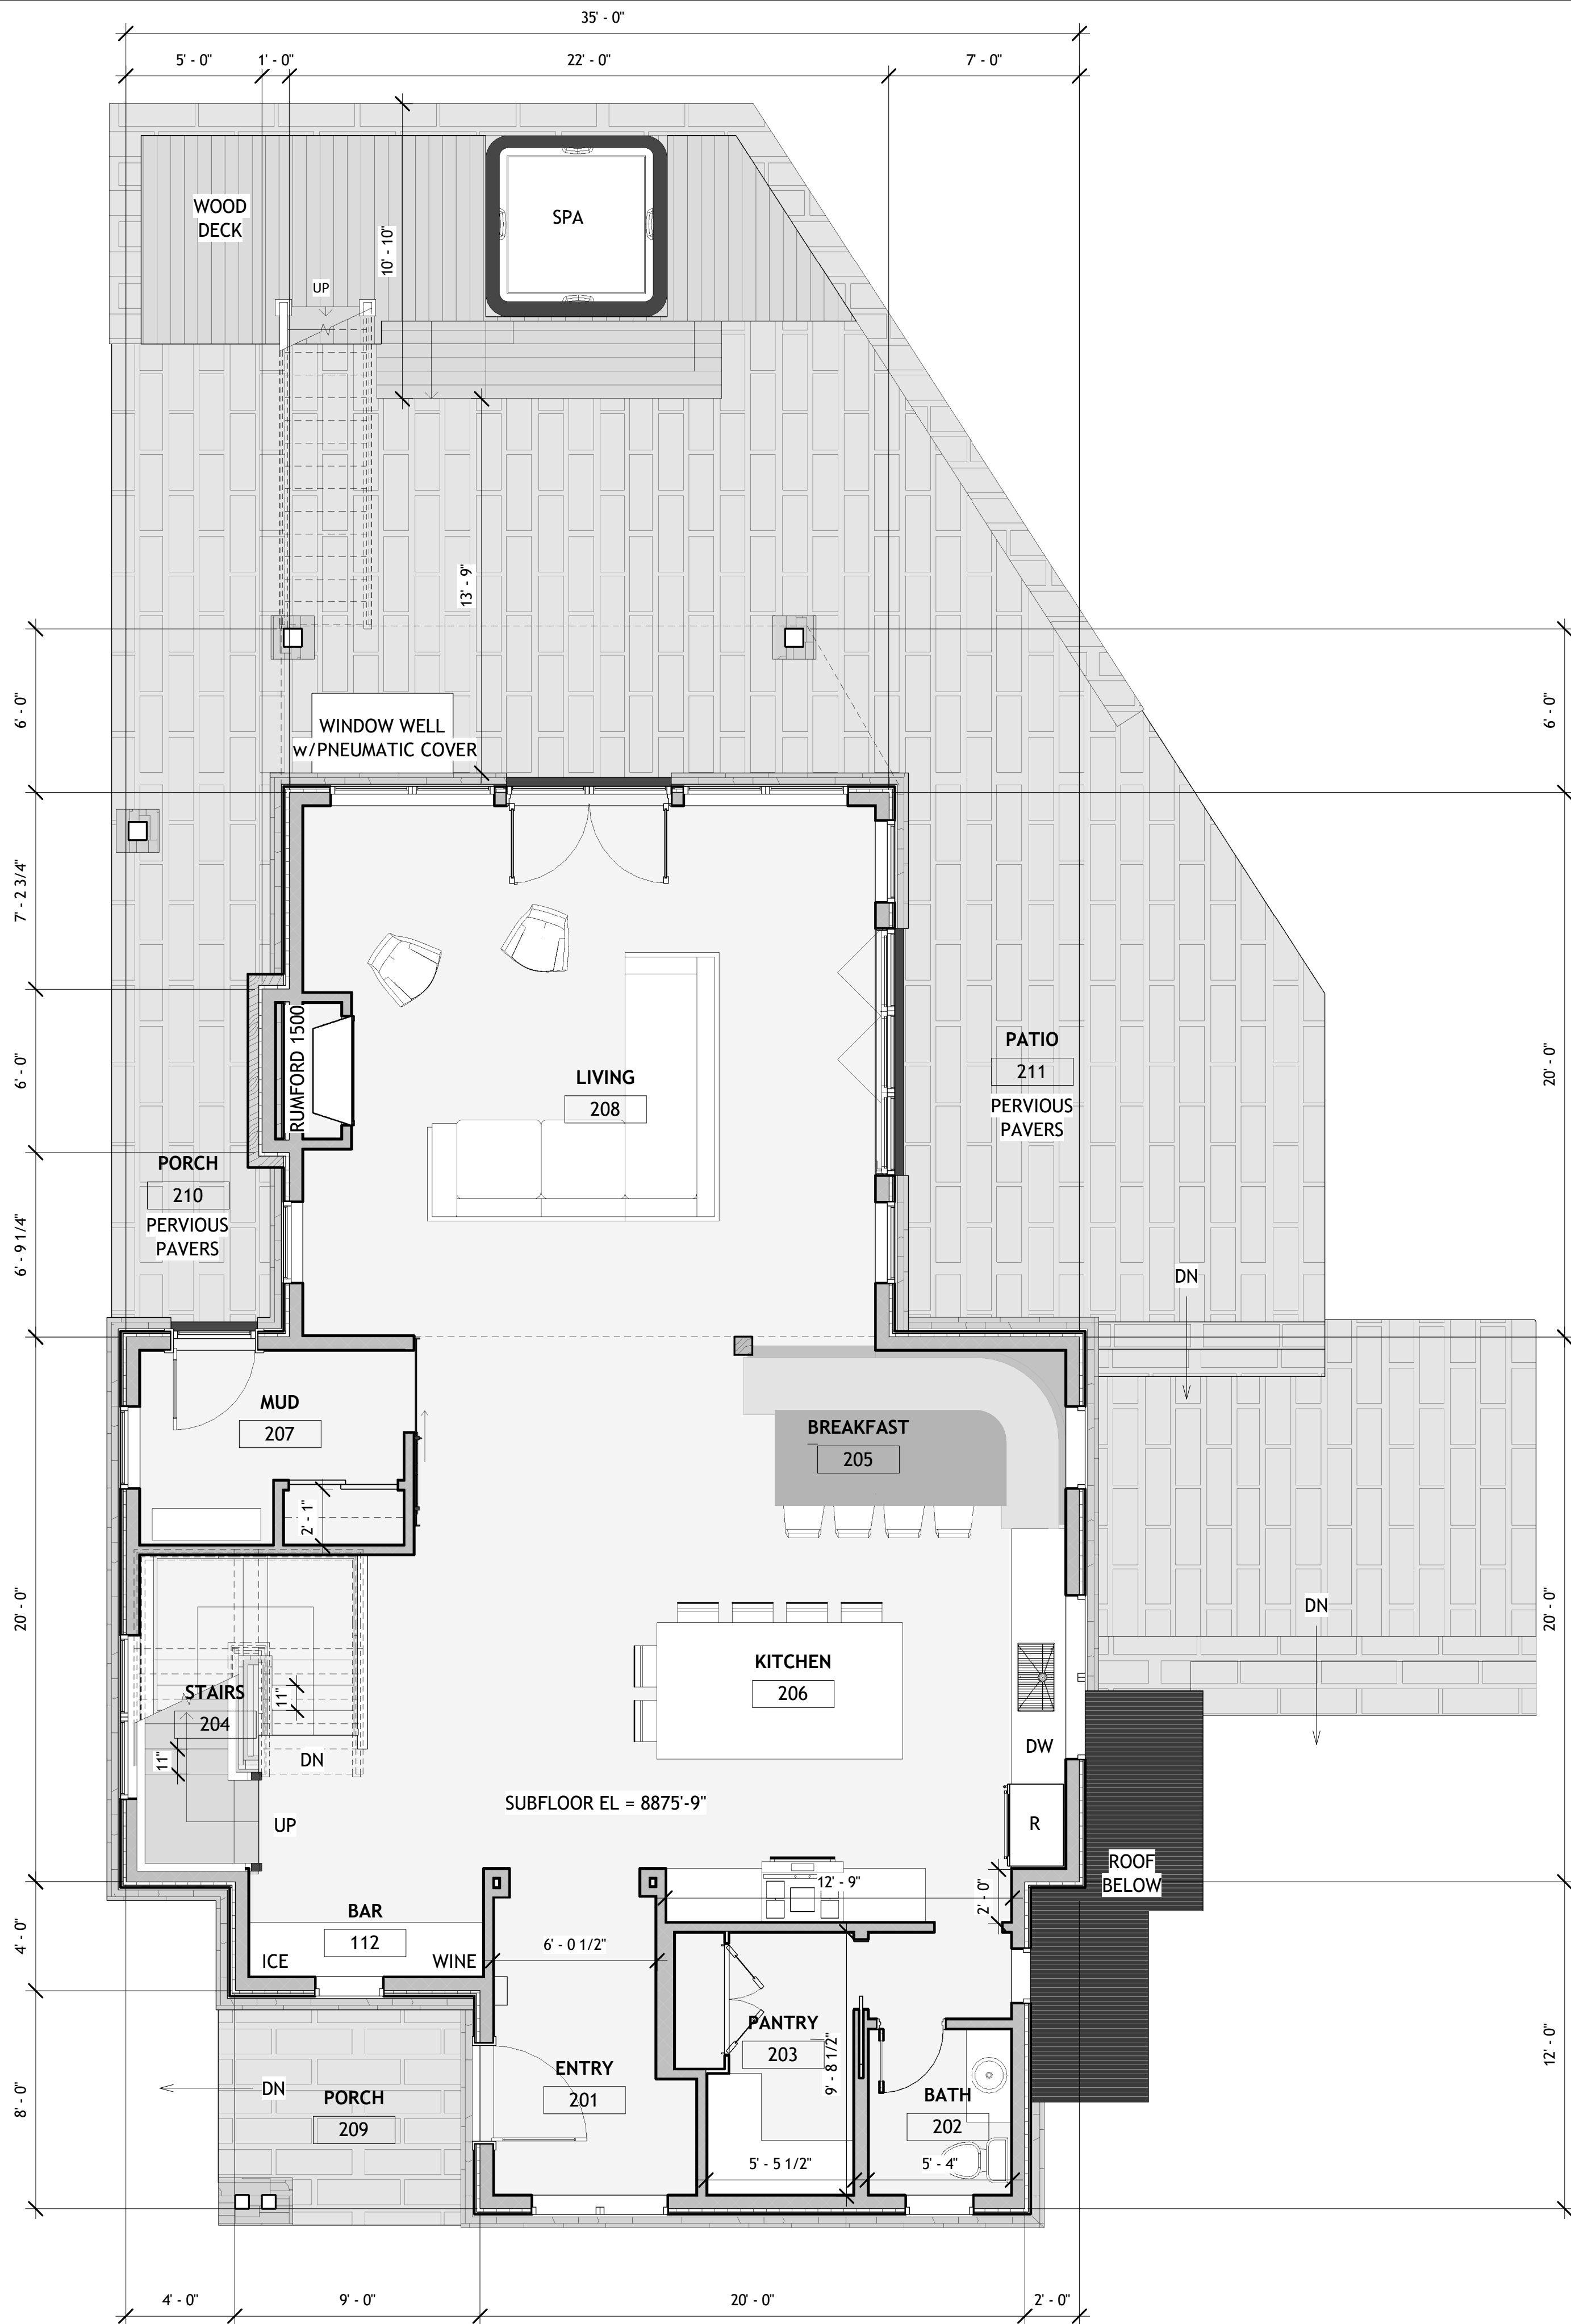 35' - 0"
5' - 0"
1' - 0"
22' - 0"
7' - 0"
WOOD
DECK
SPA
10' - 10"
UP
13' - 9"
6' - 0"
6' - 0"
WINDOW WELL
w/PNEUMATIC COVER
7' - 2 3/4"
RUMFORD 1500
PATIO
211
PERVIOUS
PAVERS
20' - 0"
6' - 0"
LIVING
208
PORCH
210
PERVIOUS
PAVERS
6' - 9 1/4"
DN
MUD
207
BREAKFAST
205
2' - 1"
20' - 0"
DN
20' - 0"
KITCHEN
206
STAIRS
204
11"
11"
DN
DW
SUBFLOOR EL = 8875'-9"
UP
R
ROOF
BELOW
12' - 9"
2' - 0"
BAR
112
ICE
WINE
4' - 0"
6' - 0 1/2"
PANTRY
203
9' - 8 1/2"
12' - 0"
ENTRY
201
DN
PORCH
209
8' - 0"
BATH
202
5' - 5 1/2"
5' - 4"
4' - 0"
9' - 0"
20' - 0"
2' - 0"